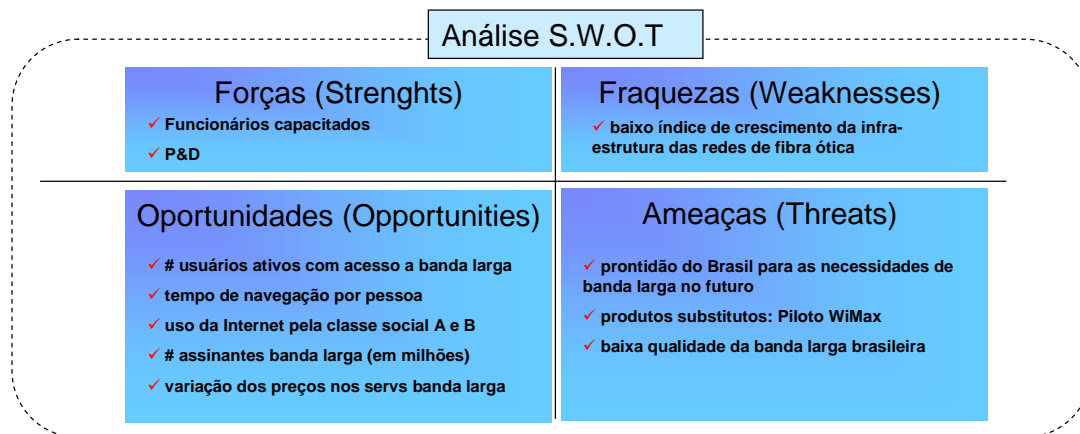 Análise S.W.O.T
Forças (Strenghts)
Funcionários capacitados
P&D
Fraquezas (Weaknesses)
baixo índice de crescimento da infra-
estrutura das redes de fibra ótica
Oportunidades (Opportunities)
# usuários ativos com acesso a banda larga
tempo de navegação por pessoa
uso da Internet pela classe social A e B
# assinantes banda larga (em milhões)
variação dos preços nos servs banda larga
Ameaças (Threats)
prontidão do Brasil para as necessidades de
banda larga no futuro
produtos substitutos: Piloto WiMax
baixa qualidade da banda larga brasileira